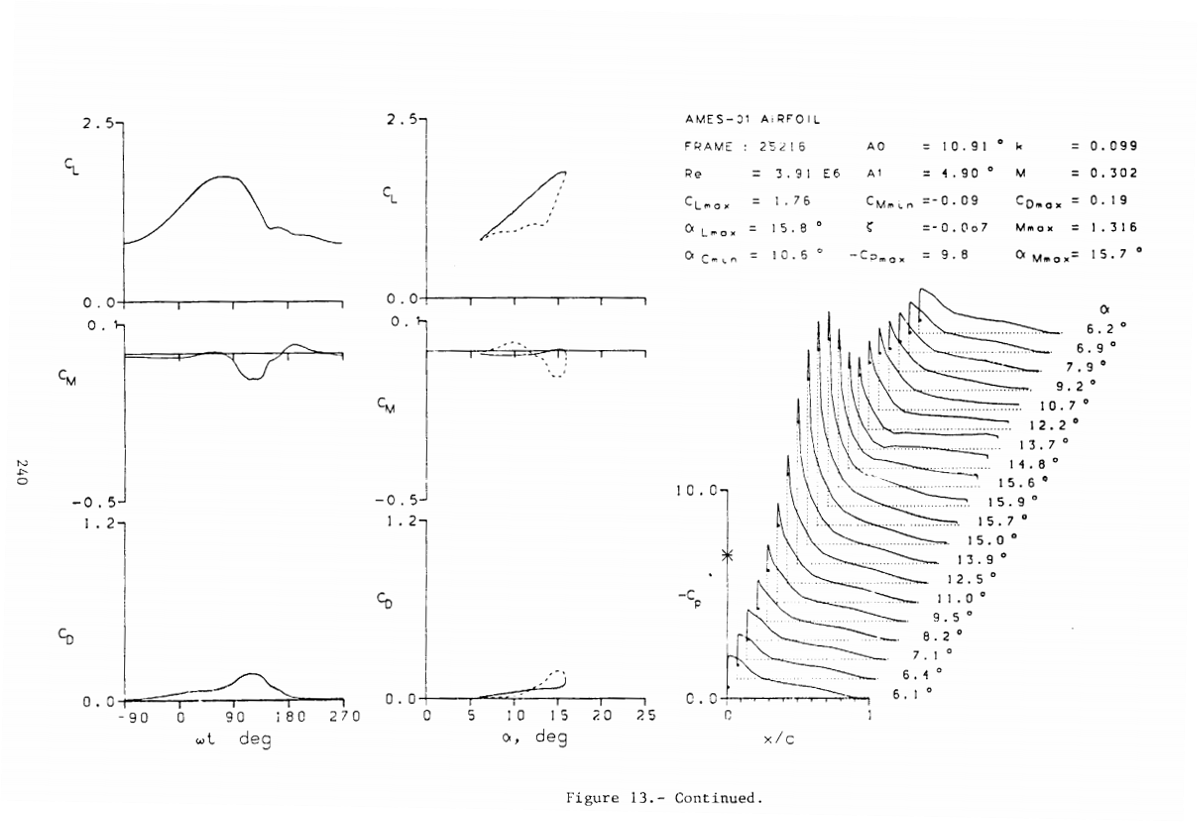 AMES-01 AIRFOIL
FRAME : 25216 A0 = 10.91 ° k = 0.099
Re = 3.91 E6 A1 = 4.90 ° M = 0.302
CLmax = 1.76 CMmin =-0.09 CDmax = 0.19
αLmax = 15.8 ° ζ =-0.067 Mmax = 1.316
αCmin = 10.6 ° -Cpmax = 9.8 αMmax= 15.7 °
2.5
CL
0.0
0.1
CM
-0.5
1.2
CD
0.0
-90 0 90 180 270
ωt deg
2.5
CL
0.0
0.1
CM
-0.5
1.2
CD
0.0
0 5 10 15 20 25
α, deg
α
6.2 °
6.9 °
7.9 °
9.2 °
10.7 °
12.2 °
13.7 °
14.8 °
15.6 °
15.9 °
15.7 °
15.0 °
13.9 °
12.5 °
11.0 °
9.5 °
8.2 °
7.1 °
6.4 °
6.1 °
10.0
-Cp
0.0
0 1
x/c
240
Figure 13.- Continued.